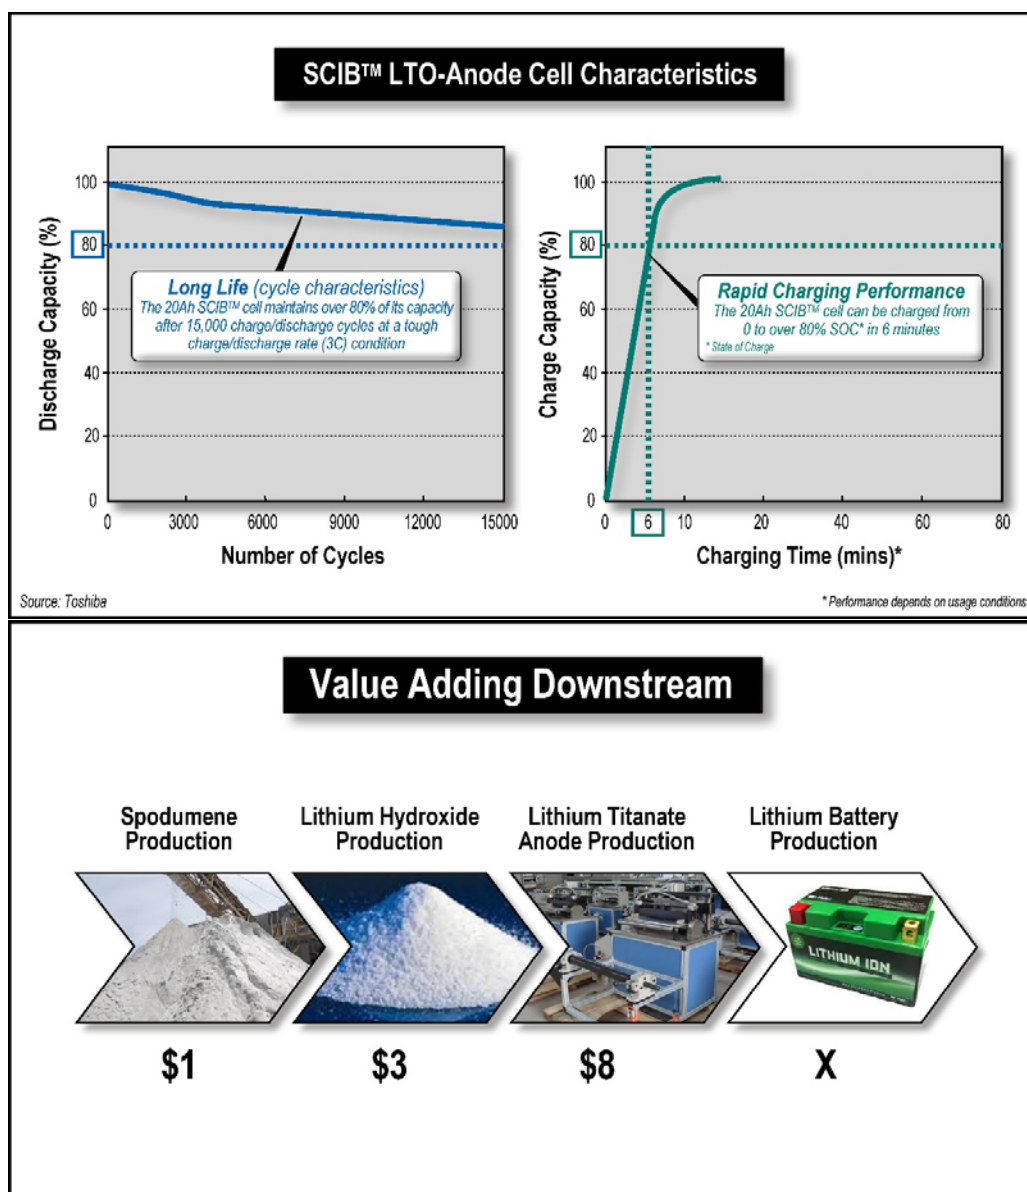 SCIB™ LTO-Anode Cell Characteristics
Discharge Capacity (%)
100
80
60
40
20
0
Long Life (cycle characteristics)
The 20Ah SCIB™ cell maintains over 80% of its capacity
after 15,000 charge/discharge cycles at a tough
charge/discharge rate (3C) condition
0
3000
6000
9000
12000
15000
Number of Cycles
Charge Capacity (%)
100
80
60
40
20
0
Rapid Charging Performance
The 20Ah SCIB™ cell can be charged from
0 to over 80% SOC* in 6 minutes
* State of Charge
0
6
10
20
40
60
80
Charging Time (mins)*
Source: Toshiba
* Performance depends on usage conditions
Value Adding Downstream
Spodumene
Production
Lithium Hydroxide
Production
Lithium Titanate
Anode Production
Lithium Battery
Production
LITHIUM ION
$1
$3
$8
X